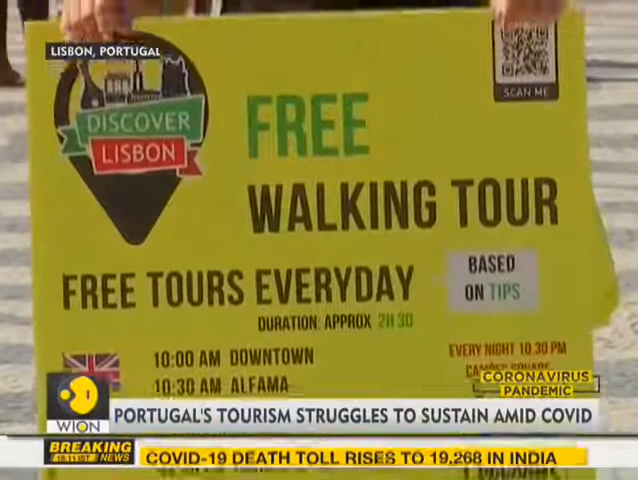 LISBON, PORTUGAL
SCAN ME
DISCOVER
LISBON
FREE
WALKING TOUR
FREE TOURS EVERYDAY
BASED
ON TIPS
DURATION: APPROX 2H30
10:00 AM DOWNTOWN
EVERY NIGHT 10.30 PM
10:30 AM ALFAMA
CORONAVIRUS
PANDEMIC
WION
PORTUGAL'S TOURISM STRUGGLES TO SUSTAIN AMID COVID
BREAKING
NEWS
COVID-19 DEATH TOLL RISES TO 19,268 IN INDIA